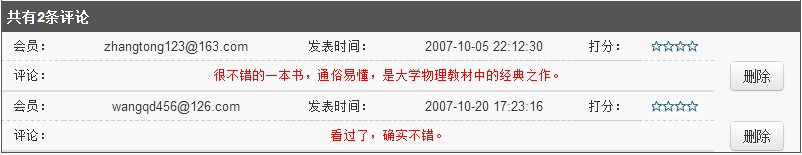 共有2条评论
会员： zhangtong123@163.com 发表时间： 2007-10-05 22:12:30 打分： ☆☆☆☆
评论： 很不错的一本书，通俗易懂，是大学物理教材中的经典之作。 删除
会员： wangqd456@126.com 发表时间： 2007-10-20 17:23:16 打分： ☆☆☆☆
评论： 看过了，确实不错。 删除